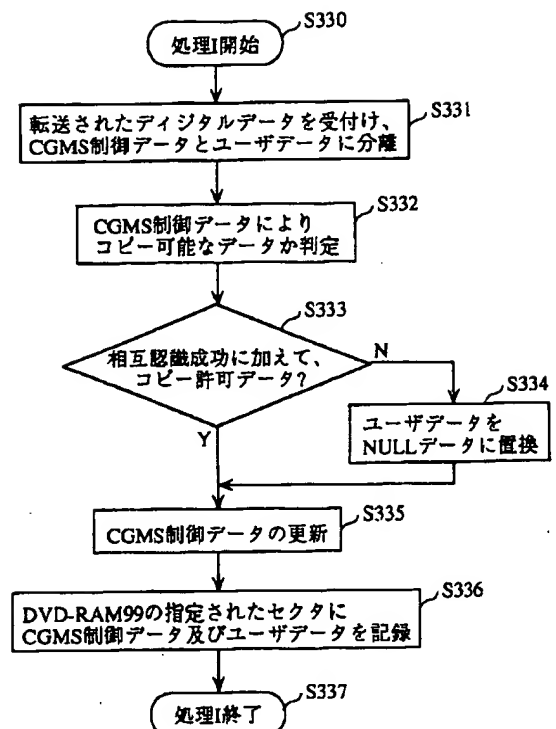 S330
処理I開始
S331
転送されたディジタルデータを受付け、
CGMS制御データとユーザデータに分離
S332
CGMS制御データにより
コピー可能なデータか判定
S333
相互認識成功に加えて、
コピー許可データ?
N
S334
ユーザデータを
NULLデータに置換
Y
S335
CGMS制御データの更新
S336
DVD-RAM99の指定されたセクタに
CGMS制御データ及びユーザデータを記録
S337
処理I終了